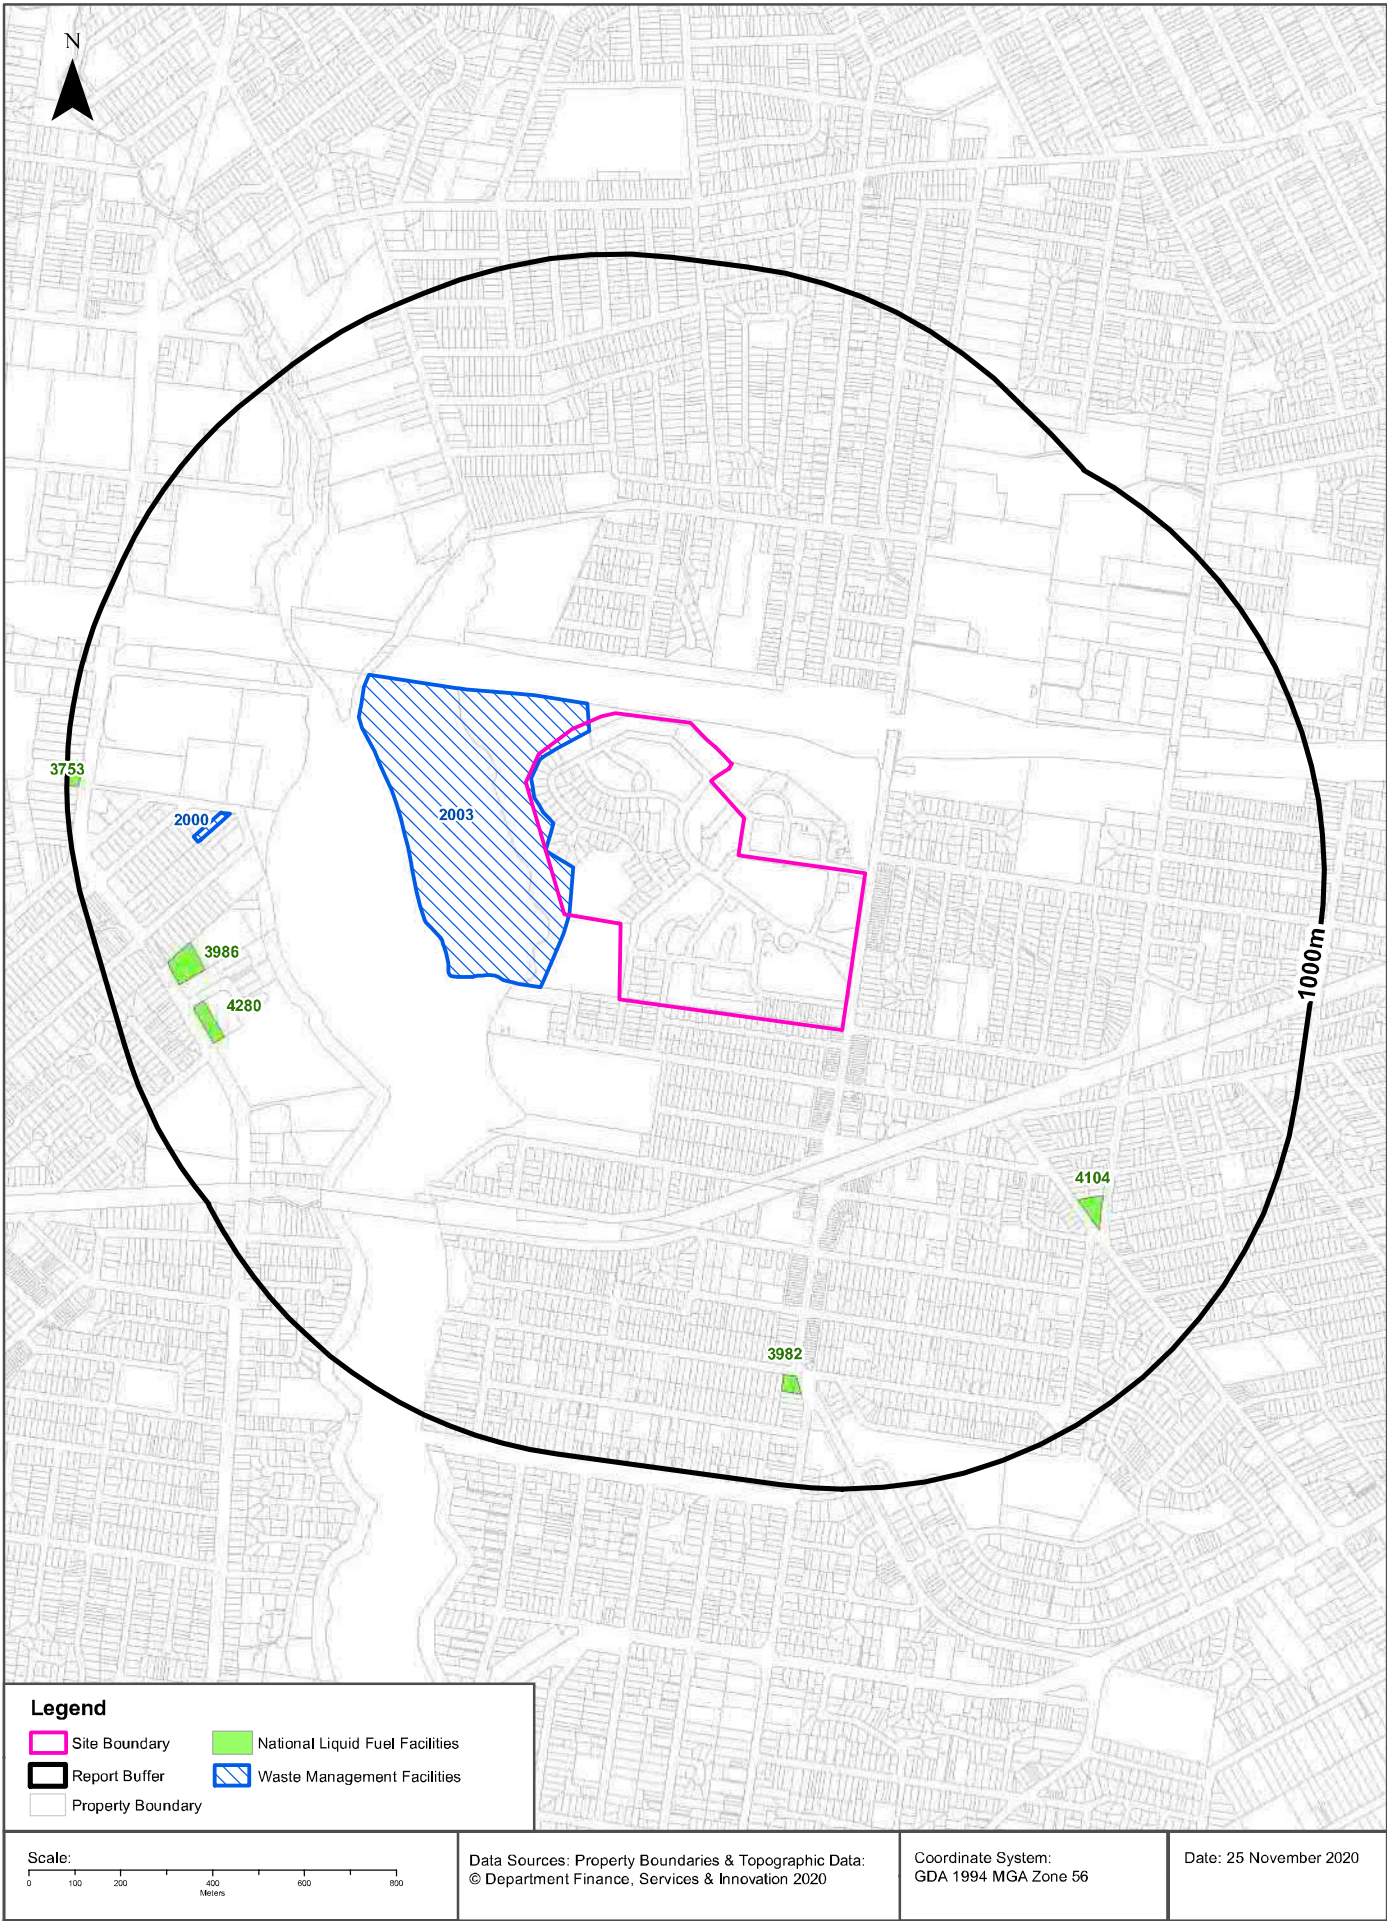 N
3753
2000
2003
3986
4280
1000m
4104
3982
Legend
Site Boundary
National Liquid Fuel Facilities
Report Buffer
Waste Management Facilities
Property Boundary
Scale:
0 100 200 400 600 800
Meters
Data Sources: Property Boundaries & Topographic Data:
© Department Finance, Services & Innovation 2020
Coordinate System:
GDA 1994 MGA Zone 56
Date: 25 November 2020